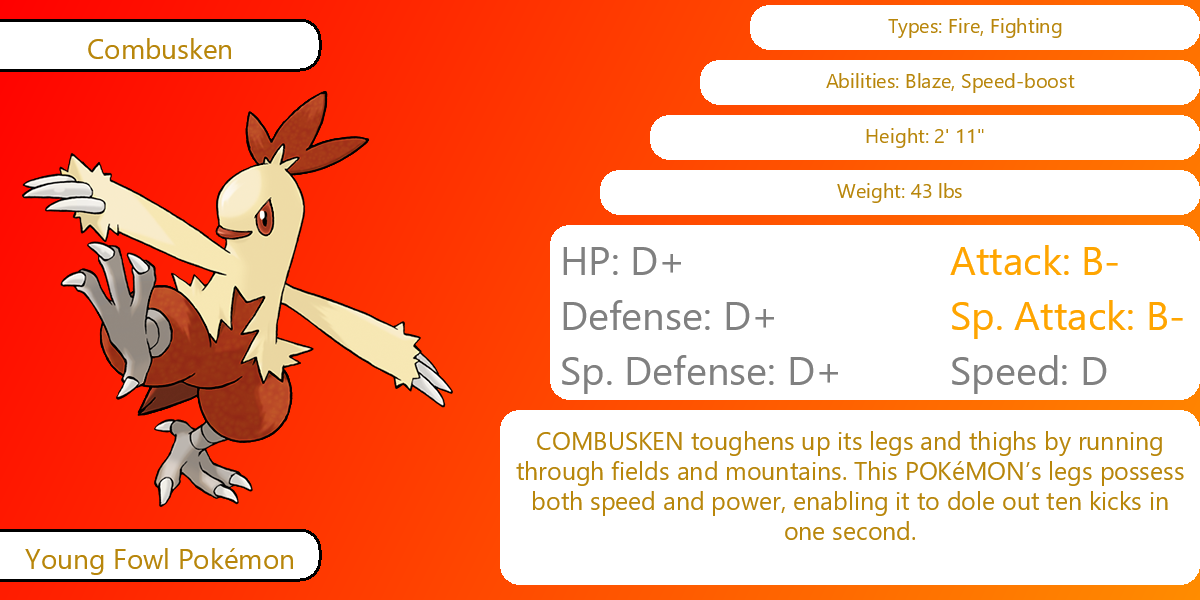 Combusken
Types: Fire, Fighting
Abilities: Blaze, Speed-boost
Height: 2' 11"
Weight: 43 lbs
HP: D+
Attack: B-
Defense: D+
Sp. Attack: B-
Sp. Defense: D+
Speed: D
COMBUSKEN toughens up its legs and thighs by running
through fields and mountains. This POKéMON’s legs possess
both speed and power, enabling it to dole out ten kicks in
one second.
Young Fowl Pokémon